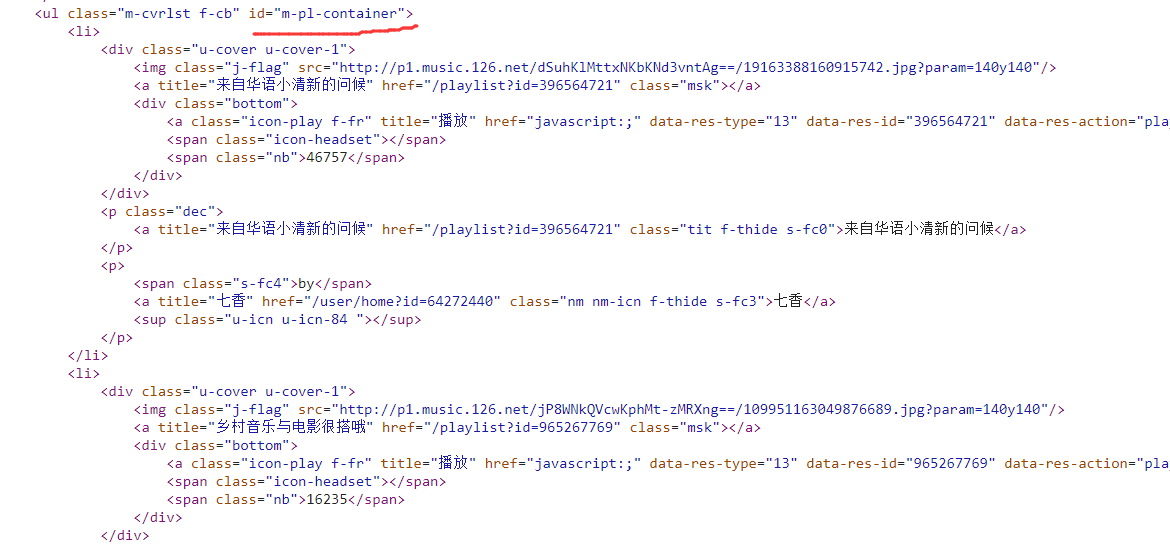 <ul class="m-cvrlst f-cb" id="m-pl-container">
<li>
<div class="u-cover u-cover-1">
<img class="j-flag" src="http://p1.music.126.net/dSuhKlMttxNKbKNd3vntAg==/19163388160915742.jpg?param=140y140"/>
<a title="来自华语小清新的问候" href="/playlist?id=396564721" class="msk"></a>
<div class="bottom">
<a class="icon-play f-fr" title="播放" href="javascript:;" data-res-type="13" data-res-id="396564721" data-res-action="pla
<span class="icon-headset"></span>
<span class="nb">46757</span>
</div>
</div>
<p class="dec">
<a title="来自华语小清新的问候" href="/playlist?id=396564721" class="tit f-thide s-fc0">来自华语小清新的问候</a>
</p>
<p>
<span class="s-fc4">by</span>
<a title="七香" href="/user/home?id=64272440" class="nm nm-icn f-thide s-fc3">七香</a>
<sup class="u-icn u-icn-84 "></sup>
</p>
</li>
<li>
<div class="u-cover u-cover-1">
<img class="j-flag" src="http://p1.music.126.net/jP8WNkQVcwKphMt-zMRXng==/109951163049876689.jpg?param=140y140"/>
<a title="乡村音乐与电影很搭哦" href="/playlist?id=965267769" class="msk"></a>
<div class="bottom">
<a class="icon-play f-fr" title="播放" href="javascript:;" data-res-type="13" data-res-id="965267769" data-res-action="pla
<span class="icon-headset"></span>
<span class="nb">16235</span>
</div>
</div>